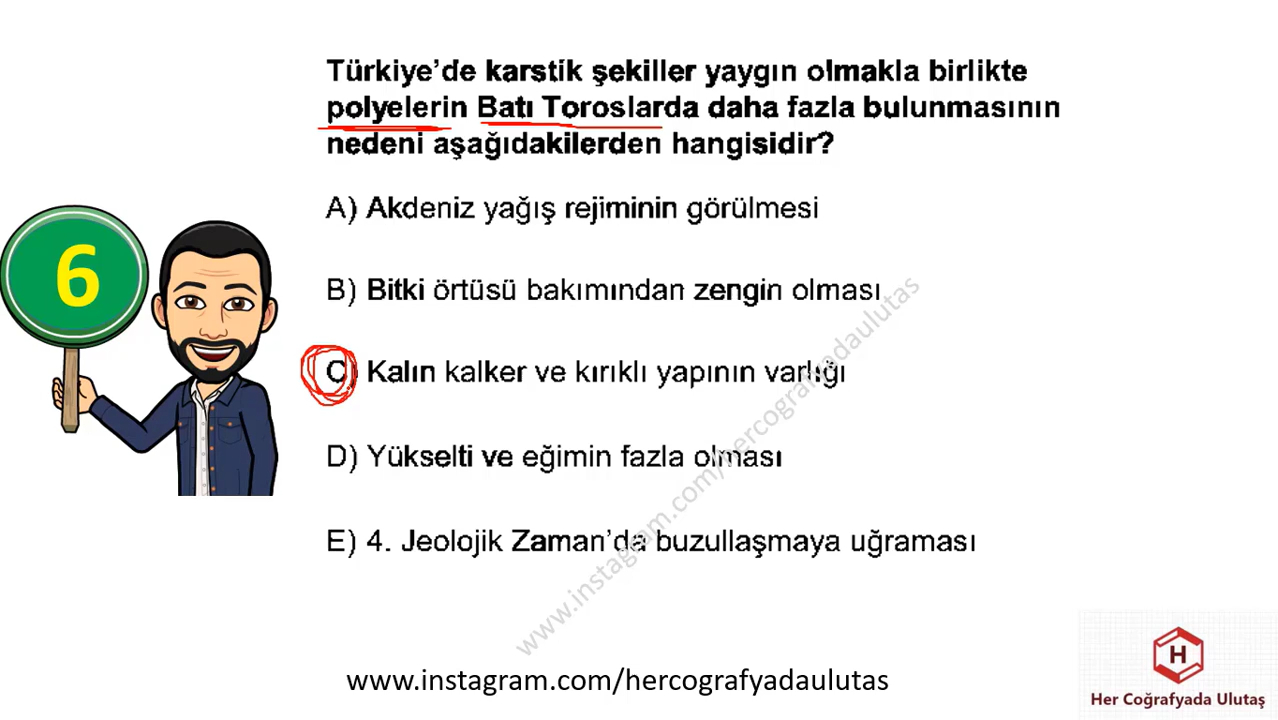 Türkiye’de karstik şekiller yaygın olmakla birlikte
polyelerin Batı Toroslarda daha fazla bulunmasının
nedeni aşağıdakilerden hangisidir?
6
A) Akdeniz yağış rejiminin görülmesi
B) Bitki örtüsü bakımından zengin olması
C) Kalın kalker ve kırıklı yapının varlığı
D) Yükselti ve eğimin fazla olması
E) 4. Jeolojik Zaman’da buzullaşmaya uğraması
www.instagram.com/hercografyadaulutas
www.instagram.com/hercografyadaulutas
H
Her Coğrafyada Ulutaş